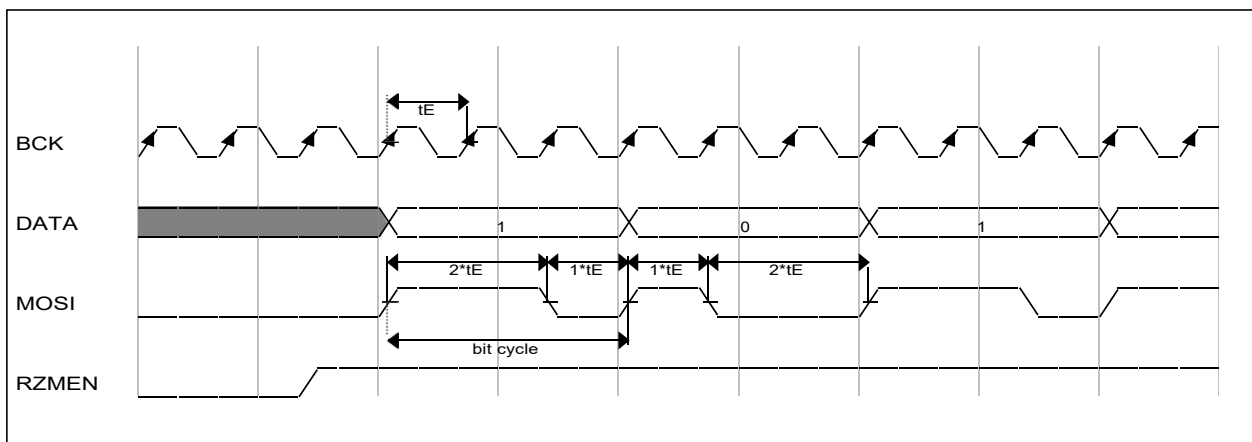 tE
BCK
DATA
1
0
1
2*tE
1*tE
1*tE
2*tE
MOSI
bit cycle
RZMEN